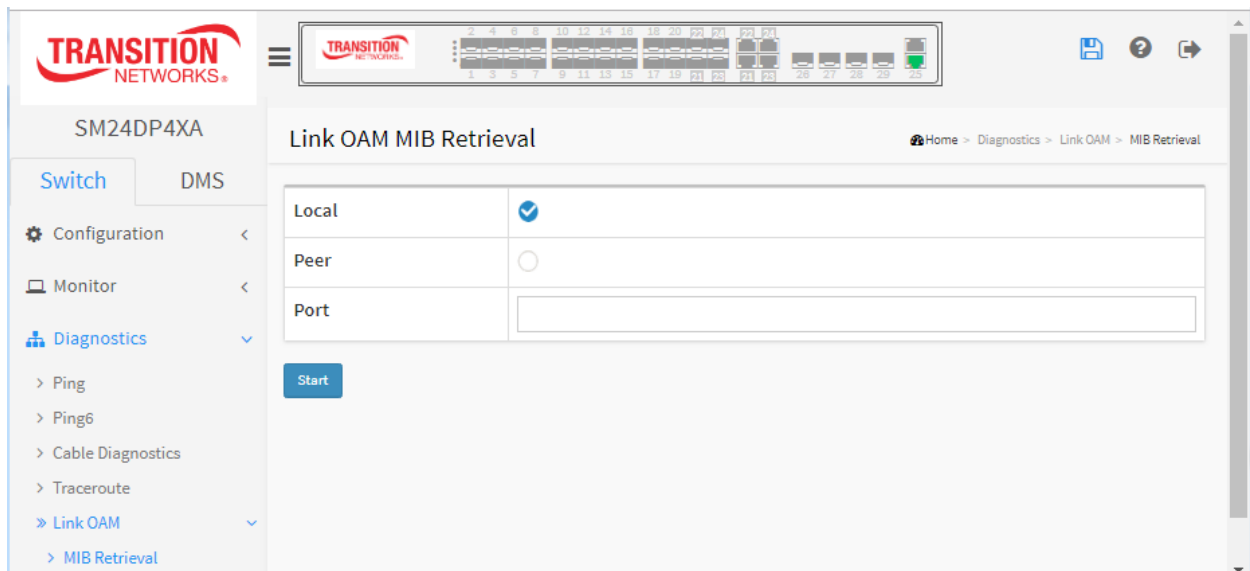 TRANSITION
NETWORKS®
TRANSITION
NETWORKS®
2 4 6 8 10 12 14 16 18 20 22 24 22 24
1 3 5 7 9 11 13 15 17 19 21 23 21 23 26 27 28 29 25
SM24DP4XA
Switch
DMS
Configuration
Monitor
Diagnostics
Ping
Ping6
Cable Diagnostics
Traceroute
Link OAM
MIB Retrieval
Link OAM MIB Retrieval
Home > Diagnostics > Link OAM > MIB Retrieval
Local
Peer
Port
Start